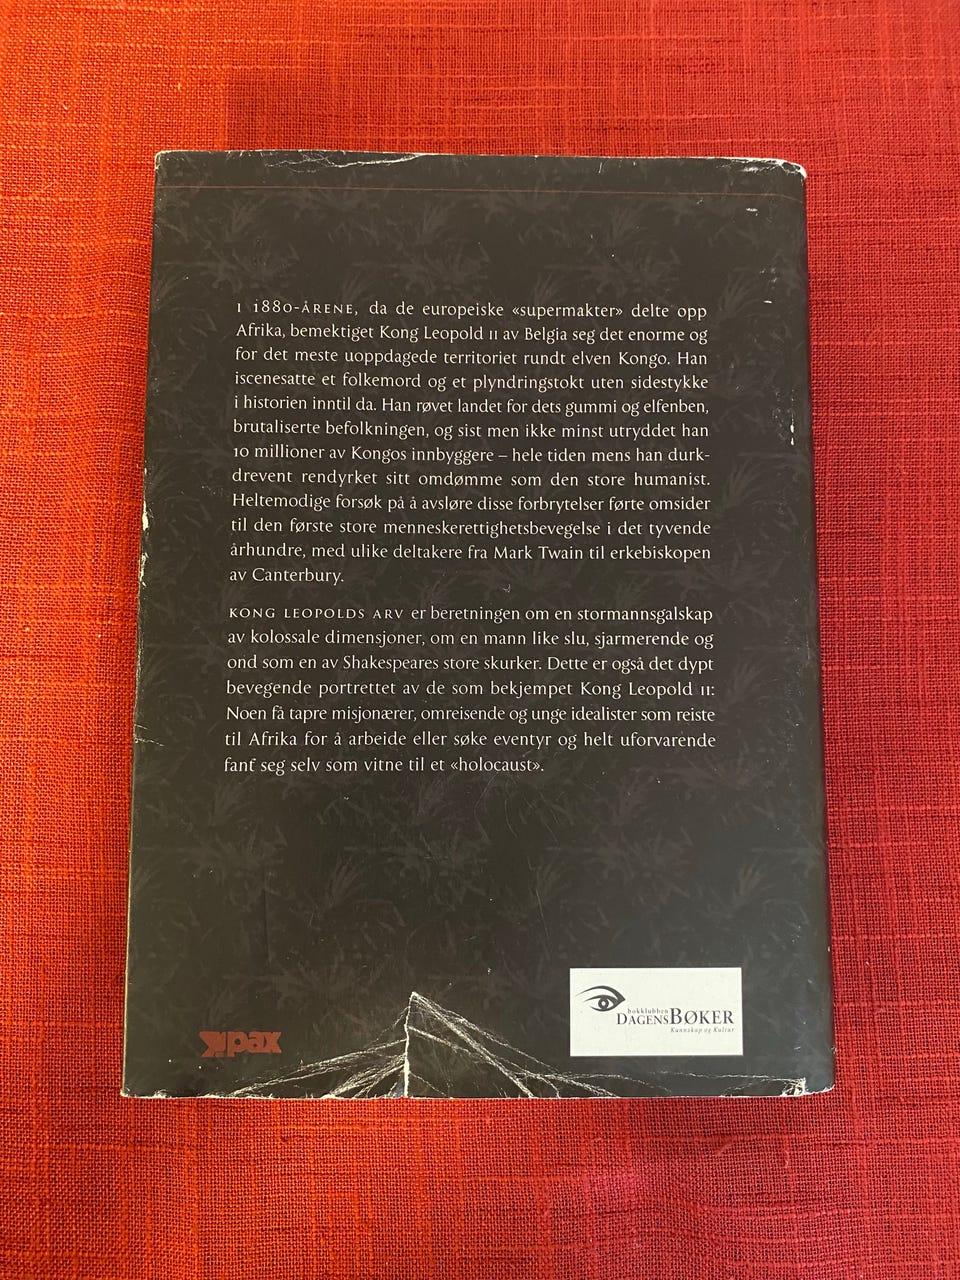 I 1880-ÅRENE, da de europeiske «supermakter» delte opp
Afrika, bemektiget Kong Leopold II av Belgia seg det enorme og
for det meste uoppdagede territoriet rundt elven Kongo. Han
iscenesatte et folkemord og et plyndringstokt uten sidestykke
i historien inntil da. Han røvet landet for dets gummi og elfenben,
brutaliserte befolkningen, og sist men ikke minst utryddet han
10 millioner av Kongos innbyggere – hele tiden mens han durk-
drevent rendyrket sitt omdømme som den store humanist.
Heltemodige forsøk på å avsløre disse forbrytelser førte omsider
til den første store menneskerettighetsbevegelse i det tyvende
århundre, med ulike deltakere fra Mark Twain til erkebiskopen
av Canterbury.
KONG LEOPOLDS ARV er beretningen om en stormannsgalskap
av kolossale dimensjoner, om en mann like slu, sjarmerende og
ond som en av Shakespeares store skurker. Dette er også det dypt
bevegende portrettet av de som bekjempet Kong Leopold II:
Noen få tapre misjonærer, omreisende og unge idealister som reiste
til Afrika for å arbeide eller søke eventyr og helt uforvarende
fant seg selv som vitne til et «holocaust».
pax
bokklubben
DAGENSBØKER
Kunnskap og Kultur